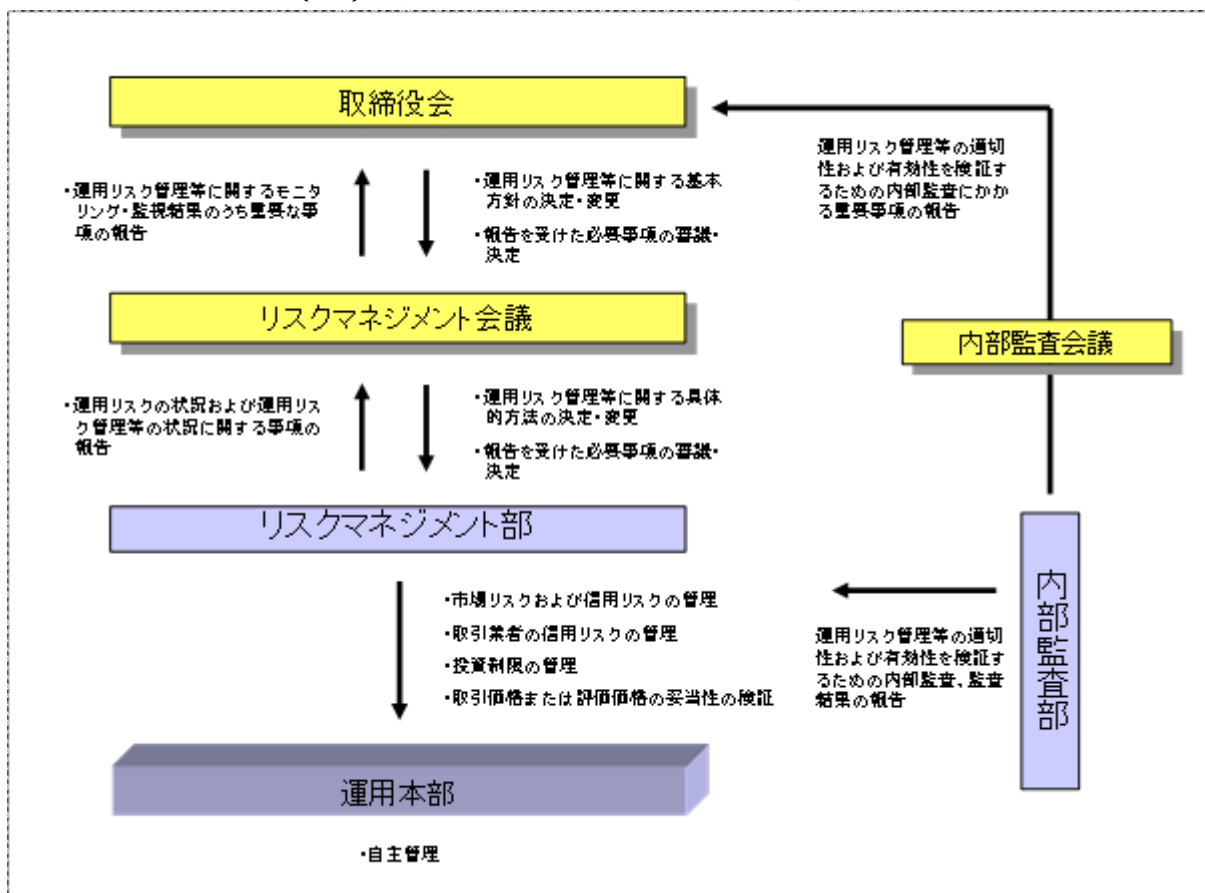 取締役会
・運用リスク管理等に関するモニタ
リング・監視結果のうち重要な事
項の報告
・運用リスク管理等に関する基本
方針の決定・変更
・報告を受けた必要事項の審議・
決定
運用リスク管理等の適切
性および有効性を検証す
るための内部監査にかか
る重要事項の報告
リスクマネジメント会議
内部監査会議
・運用リスクの状況および運用リス
ク管理等の状況に関する事項の
報告
・運用リスク管理等に関する具体
的方法の決定・変更
・報告を受けた必要事項の審議・
決定
リスクマネジメント部
・市場リスクおよび信用リスクの管理
・取引業者の信用リスクの管理
・投資制限の管理
・取引価格または評価価格の妥当性の検証
運用リスク管理等の適切
性および有効性を検証す
るための内部監査、監査
結果の報告
内部監査部
運用本部
・自主管理